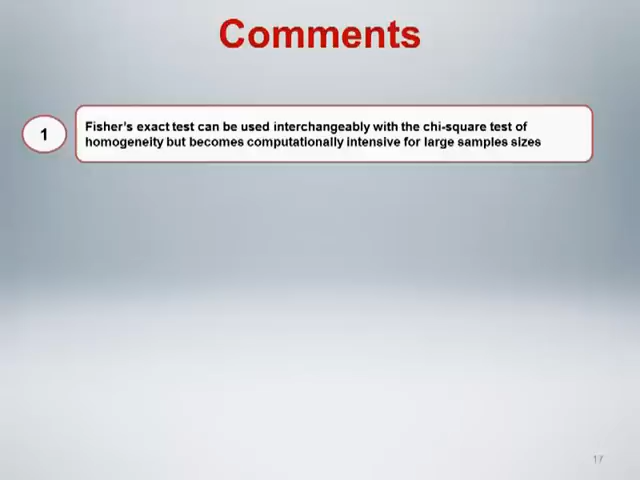 Comments
1
Fisher's exact test can be used interchangeably with the chi-square test of
homogeneity but becomes computationally intensive for large samples sizes
17